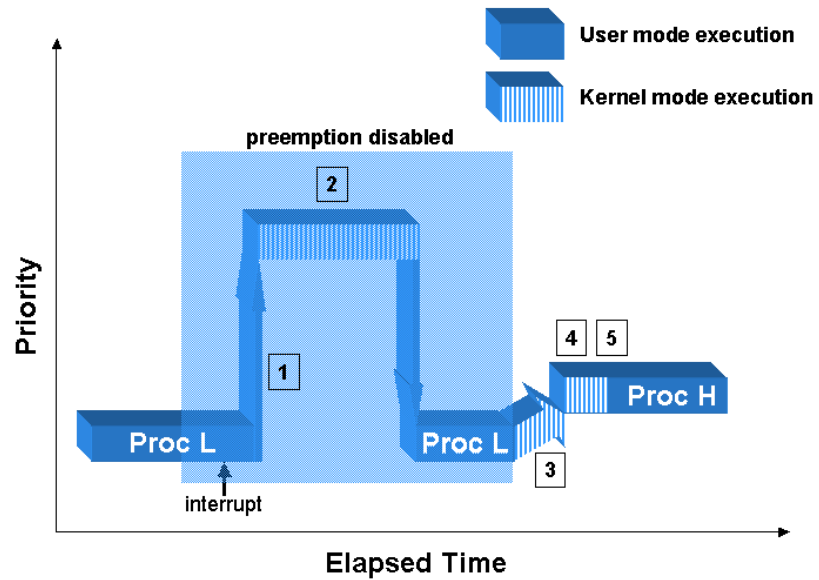 User mode execution
Kernel mode execution
preemption disabled
2
1
4 5
Proc H
Proc L
Proc L
3
interrupt
Priority
Elapsed Time